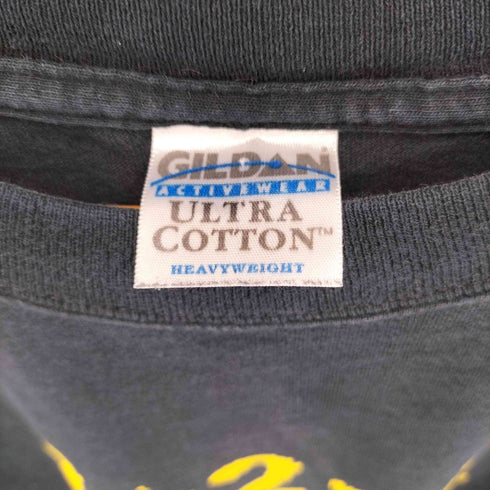 GILDAN
ACTIVEWEAR
ULTRA
COTTON™
HEAVYWEIGHT